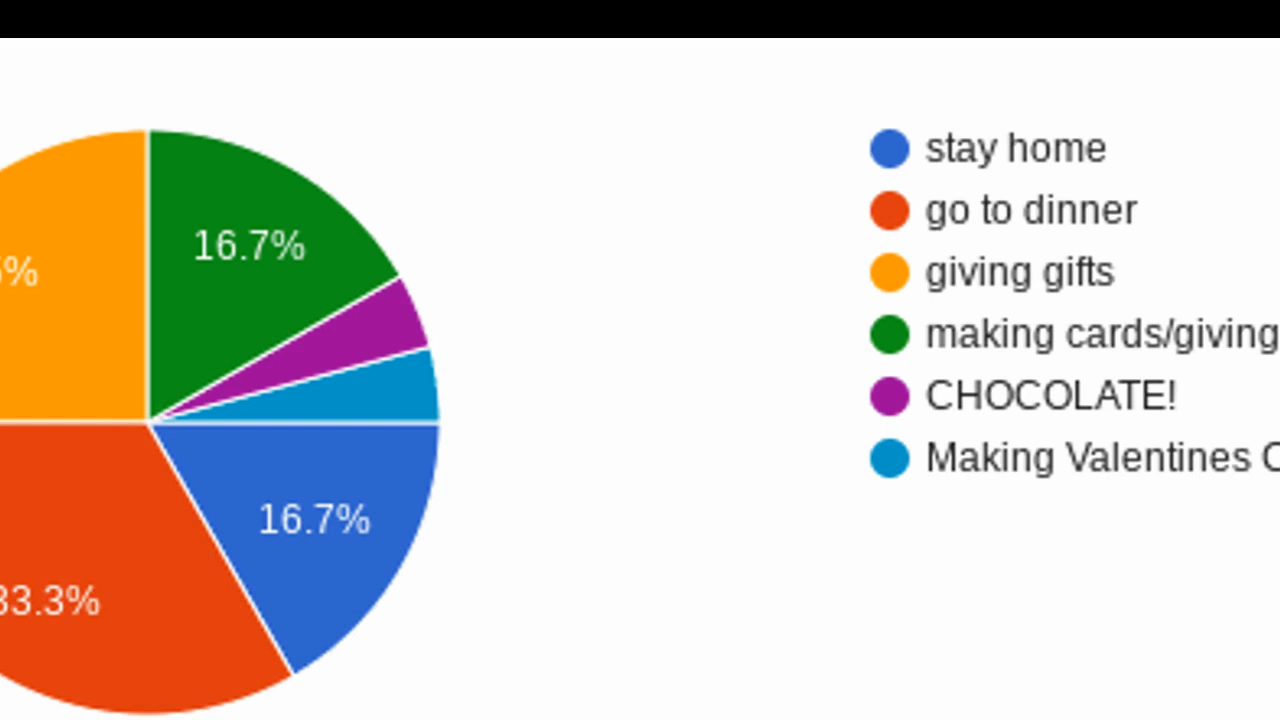 stay home
go to dinner
giving gifts
making cards/giving
CHOCOLATE!
Making Valentines
16.7%
16.7%
33.3%